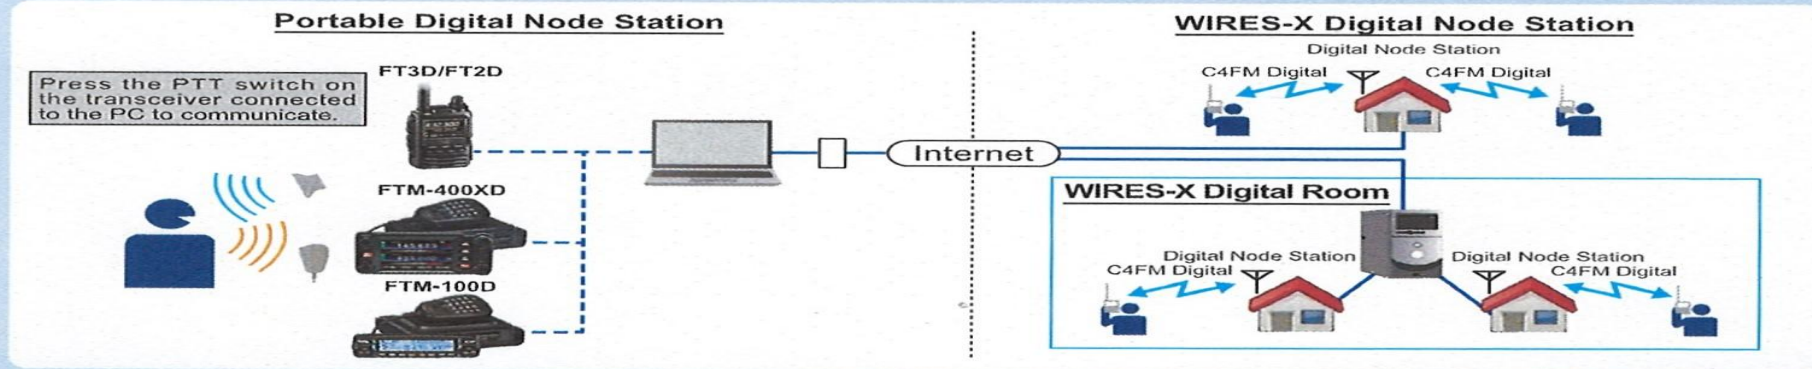 Portable Digital Node Station
Press the PTT switch on
the transceiver connected
to the PC to communicate.
FT3D/FT2D
FTM-400XD
FTM-100D
Internet
WIRES-X Digital Node Station
Digital Node Station
C4FM Digital
C4FM Digital
WIRES-X Digital Room
Digital Node Station
C4FM Digital
Digital Node Station
C4FM Digital